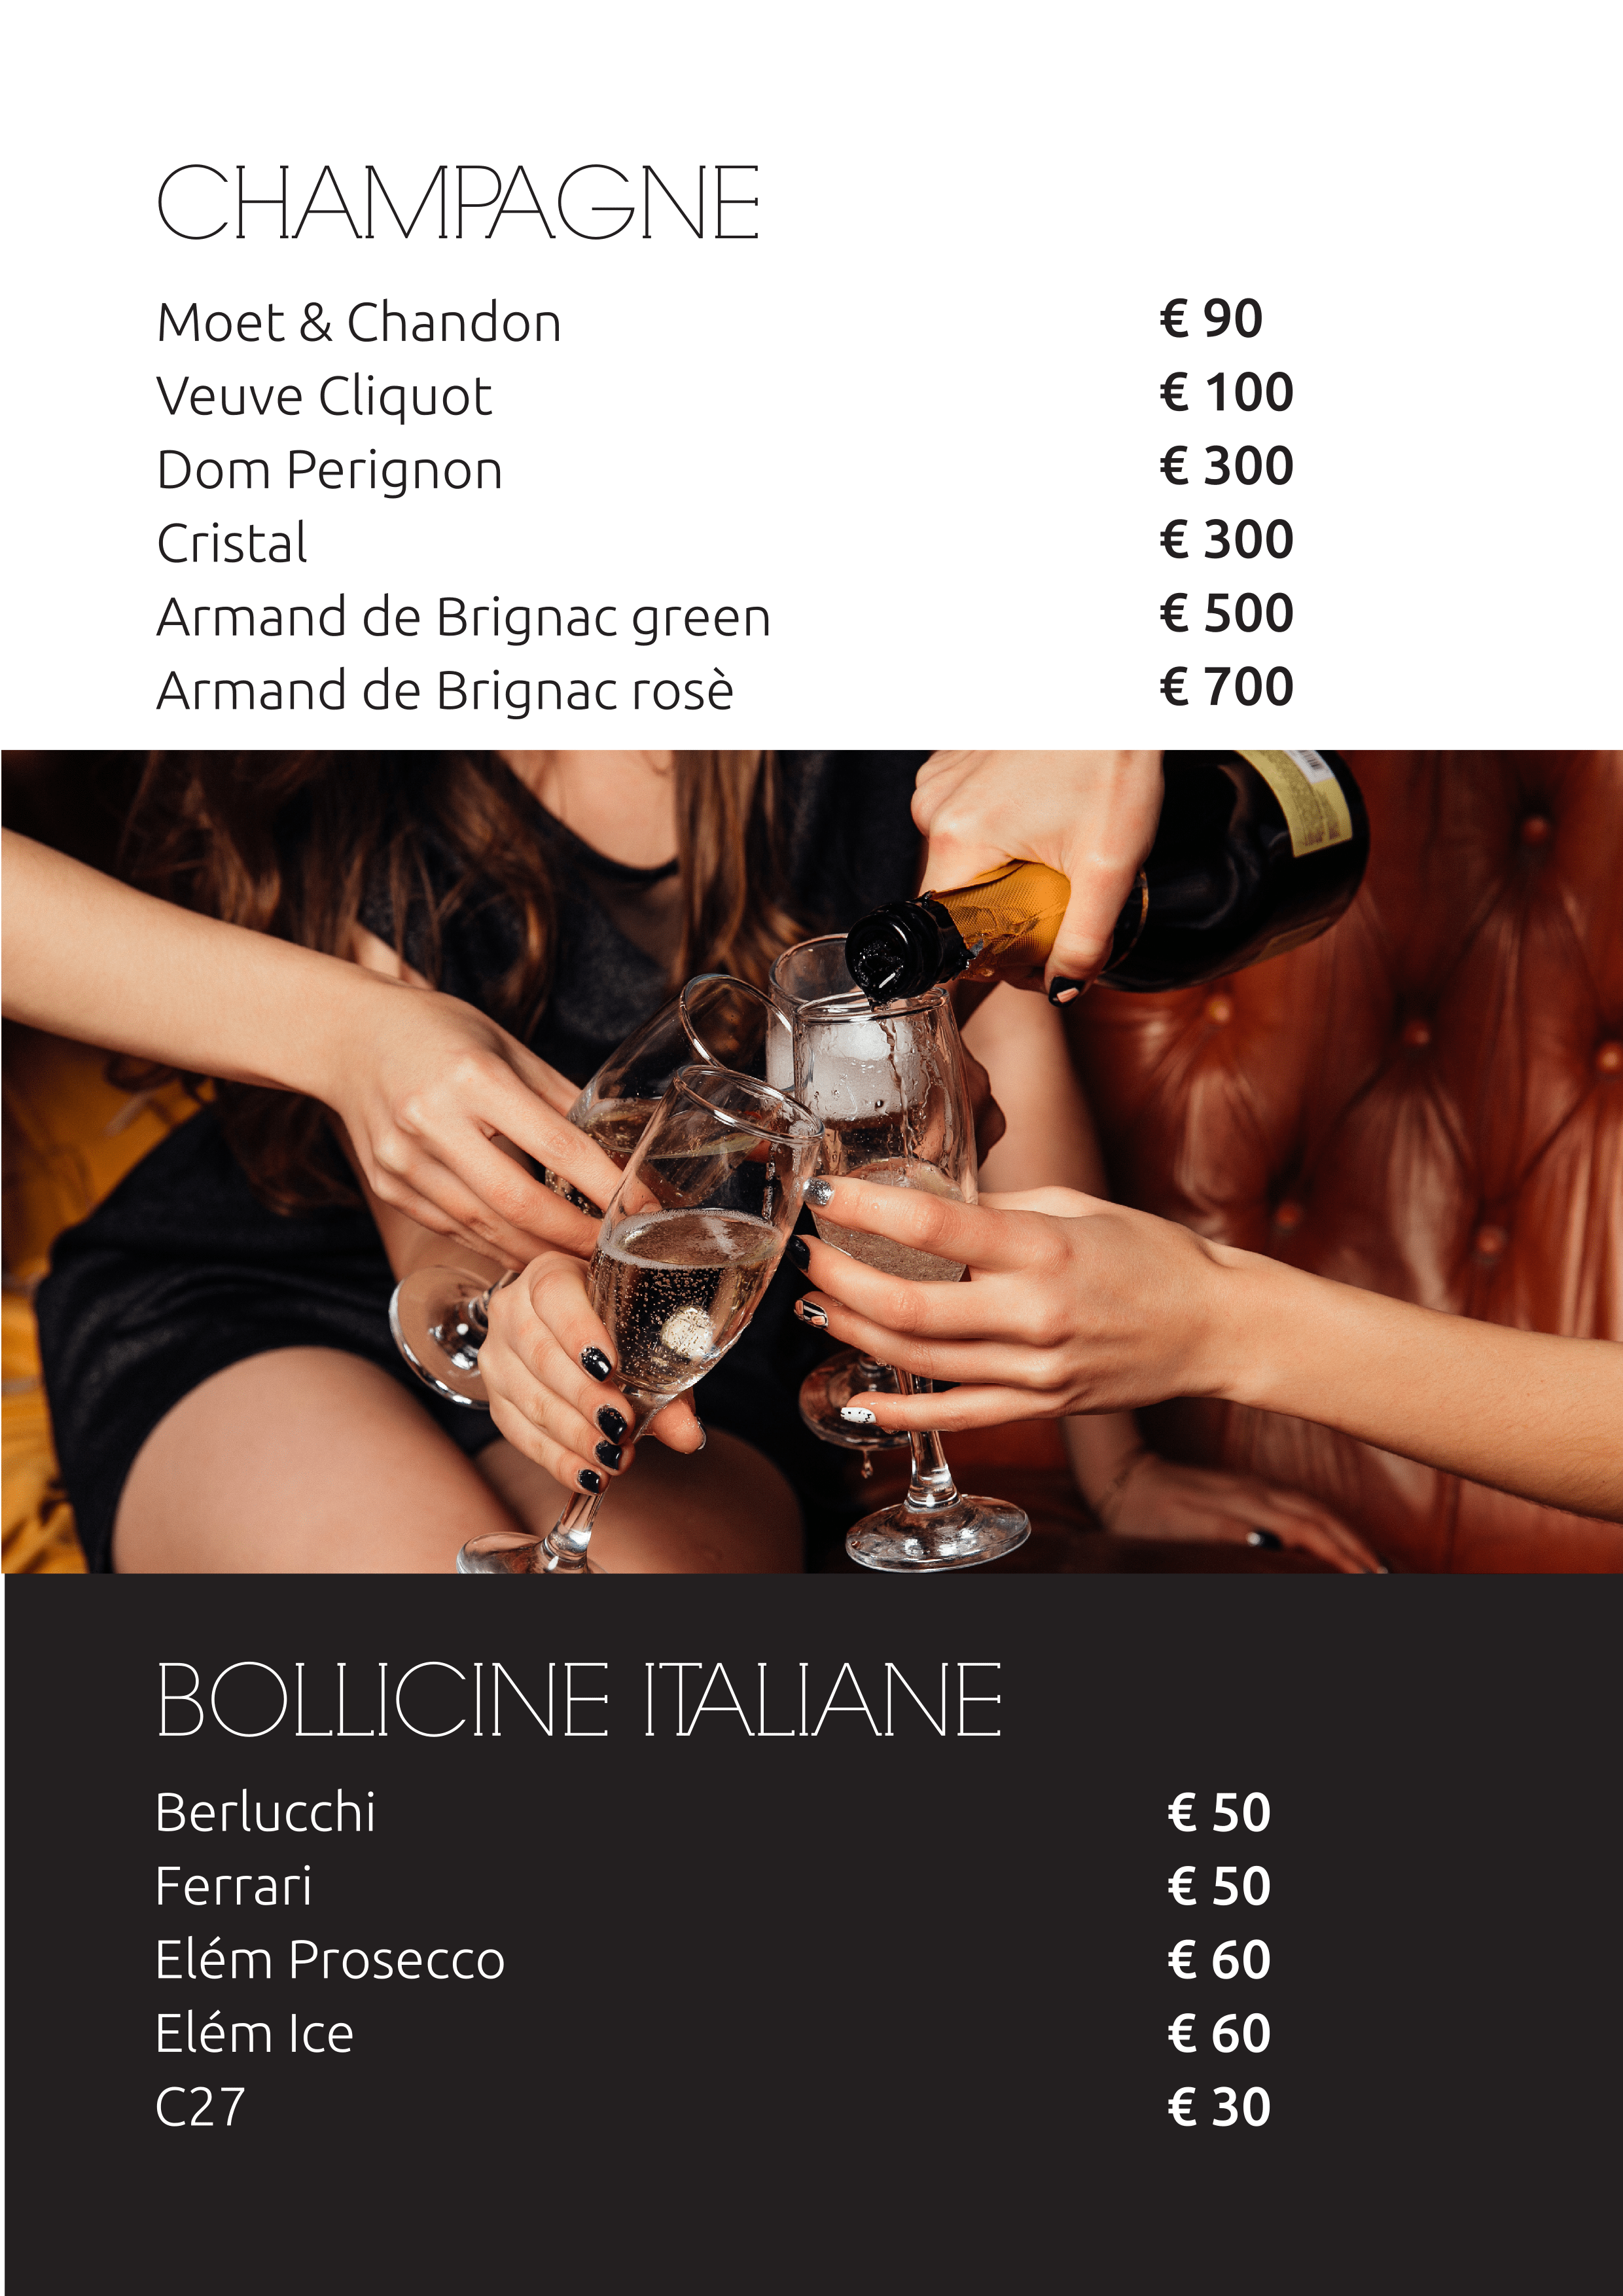 CHAMPAGNE
Moet & Chandon € 90
Veuve Cliquot € 100
Dom Perignon € 300
Cristal € 300
Armand de Brignac green € 500
Armand de Brignac rosè € 700
BOLLICINE ITALIANE
Berlucchi € 50
Ferrari € 50
Elém Prosecco € 60
Elém Ice € 60
C27 € 30